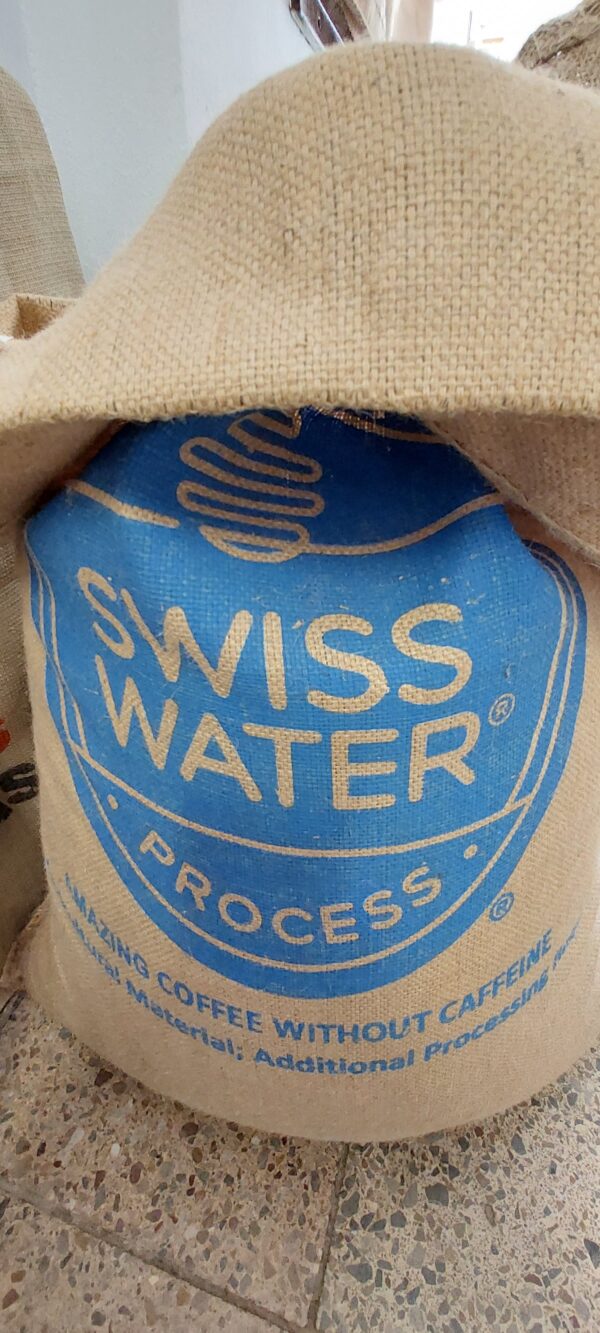 SWISS
WATER®
PROCESS
®
AMAZING COFFEE WITHOUT CAFFEINE
Material; Additional Processing